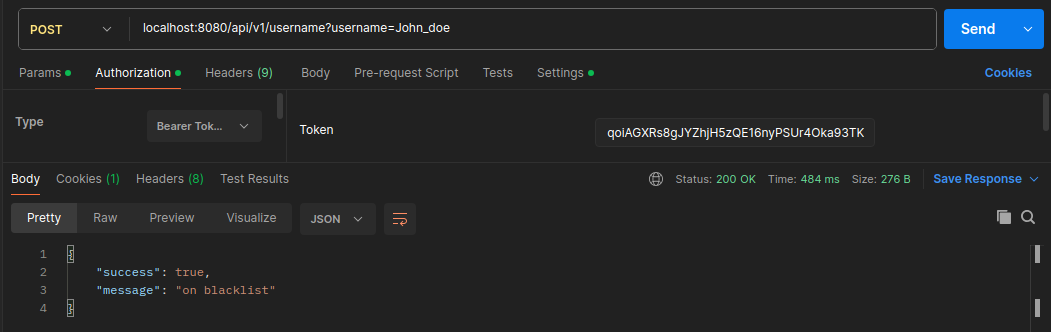 POST localhost:8080/api/v1/username?username=John_doe Send
Params Authorization Headers (9) Body Pre-request Script Tests Settings Cookies
Type Bearer Tok... Token qoiAGXRs8gJYZhjH5zQE16nyPSUr4Oka93TK
Body Cookies (1) Headers (8) Test Results Status: 200 OK Time: 484 ms Size: 276 B Save Response
Pretty Raw Preview Visualize JSON
1 {
2 "success": true,
3 "message": "on blacklist"
4 }